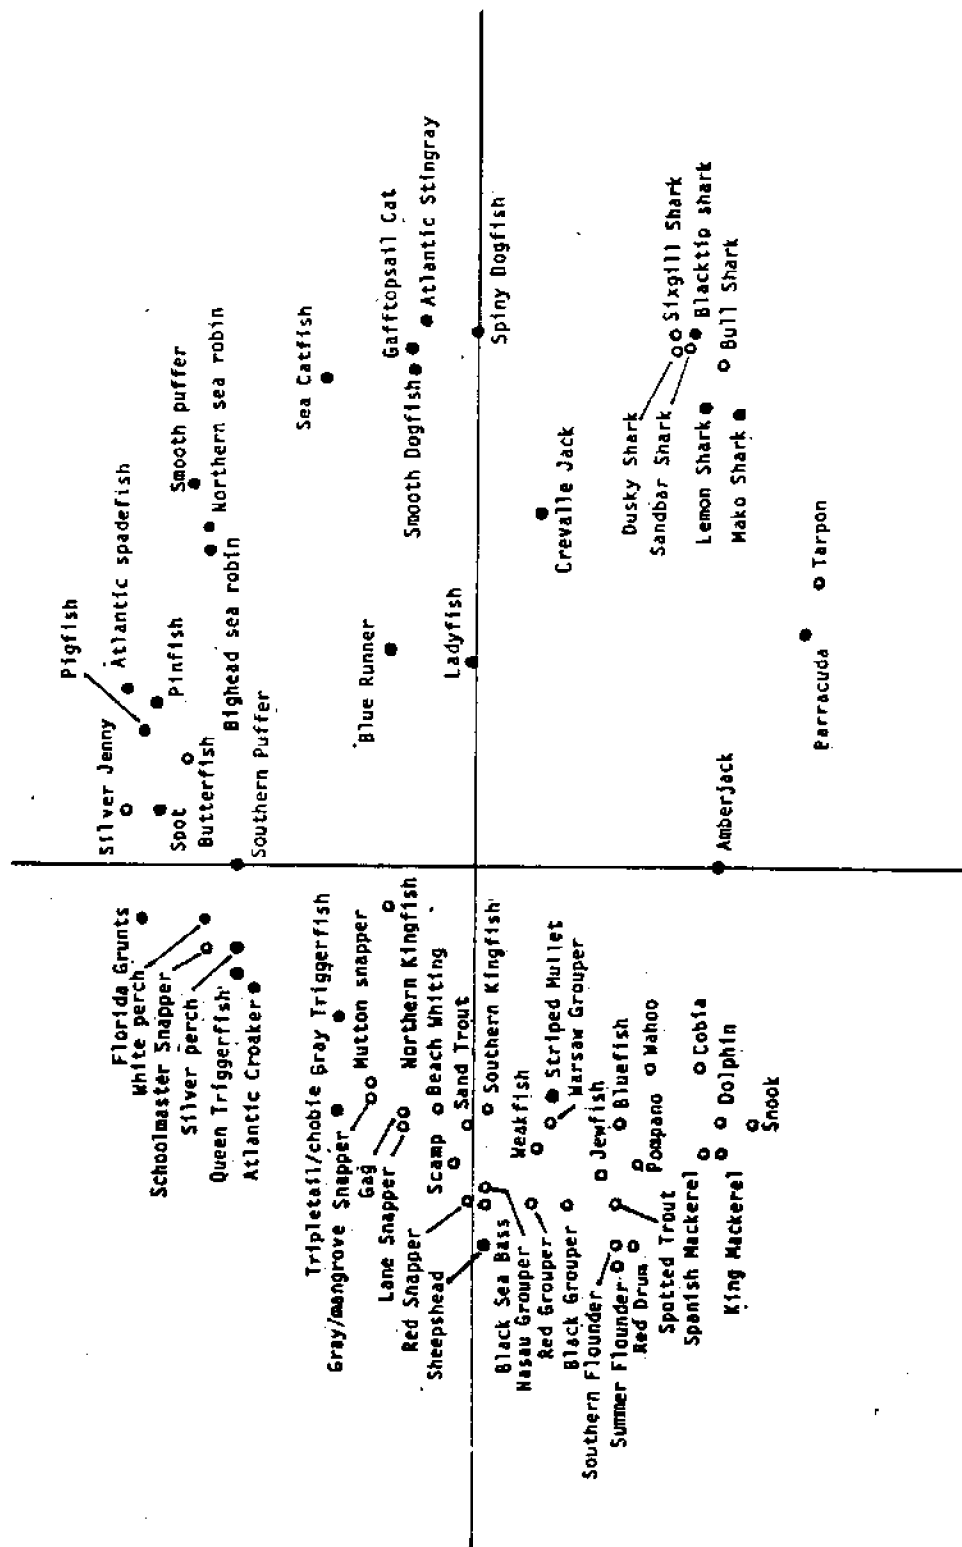 Pigfish
Silver Jenny
Atlantic spadefish
Pinfish
Spot
Butterfish
Smooth puffer
Northern sea robin
Bighead sea robin
Southern Puffer
Florida Grunts
White perch
Schoolmaster Snapper
Silver perch
Queen Triggerfish
Atlantic Croaker
Sea Catfish
Gafftopsail Cat
Smooth Dogfish
Atlantic Stingray
Spiny Dogfish
Blue Runner
Ladyfish
Tripletail/chobie Gray Triggerfish
Gray/mangrove Snapper
Mutton snapper
Gag
Lane Snapper
Northern Kingfish
Red Snapper
Scamp
Beach Whiting
Sheepshead
Sand Trout
Southern Kingfish
Black Sea Bass
Nasau Grouper
Red Grouper
Weakfish
Striped Mullet
Warsaw Grouper
Black Grouper
Jewfish
Southern Flounder
Summer Flounder
Bluefish
Red Drum
Pompano
Wahoo
Spotted Trout
Spanish Mackerel
Cobia
King Mackerel
Dolphin
Snook
Crevalle Jack
Dusky Shark
Sixgill Shark
Sandbar Shark
Blacktip shark
Lemon Shark
Bull Shark
Mako Shark
Amberjack
Barracuda
Tarpon